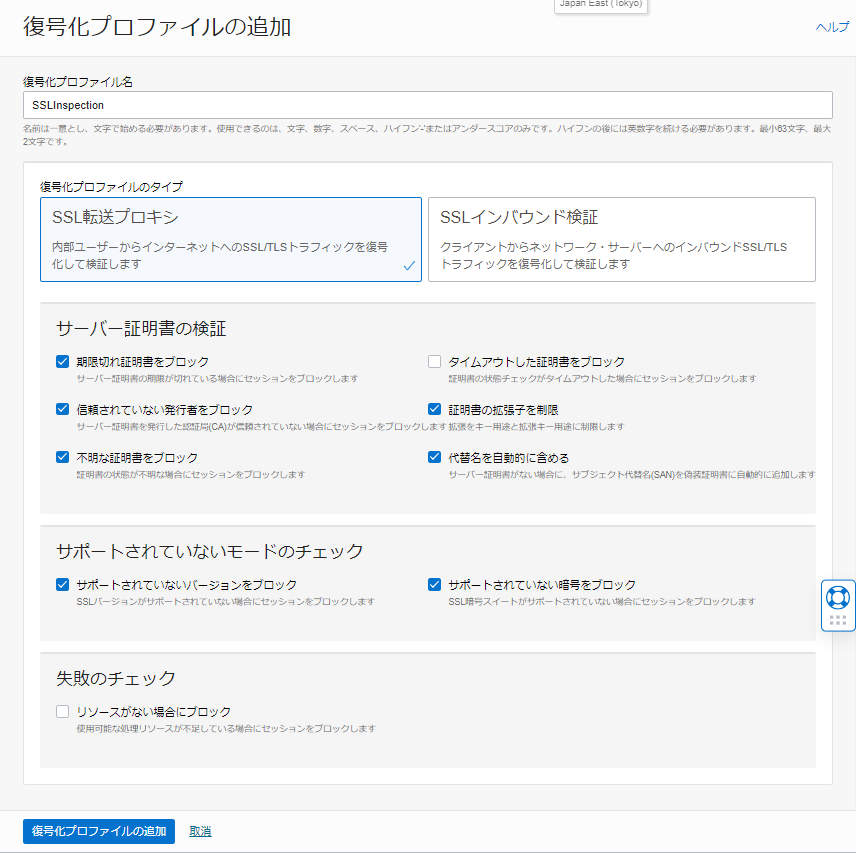 Japan East (Tokyo)
復号化プロファイルの追加
ヘルプ
復号化プロファイル名
SSLInspection
名前は一意とし、文字で始める必要があります。使用できるのは、文字、数字、スペース、ハイフン'-'またはアンダースコアのみです。ハイフンの後には英数字を続ける必要があります。最小63文字、最大
2文字です。
復号化プロファイルのタイプ
SSL転送プロキシ
内部ユーザーからインターネットへのSSL/TLSトラフィックを復号
化して検証します
SSLインバウンド検証
クライアントからネットワーク・サーバーへのインバウンドSSL/TLS
トラフィックを復号化して検証します
サーバー証明書の検証
期限切れ証明書をブロック
サーバー証明書の期限が切れている場合にセッションをブロックします
タイムアウトした証明書をブロック
証明書の状態チェックがタイムアウトした場合にセッションをブロックします
信頼されていない発行者をブロック
サーバー証明書を発行した認証局(CA)が信頼されていない場合にセッションをブロックします
証明書の拡張子を制限
拡張をキー用途と拡張キー用途に制限します
不明な証明書をブロック
証明書の状態が不明な場合にセッションをブロックします
代替名を自動的に含める
サーバー証明書がない場合に、サブジェクト代替名(SAN)を偽装証明書に自動的に追加します
サポートされていないモードのチェック
サポートされていないバージョンをブロック
SSLバージョンがサポートされていない場合にセッションをブロックします
サポートされていない暗号をブロック
SSL暗号スイートがサポートされていない場合にセッションをブロックします
失敗のチェック
リソースがない場合にブロック
使用可能な処理リソースが不足している場合にセッションをブロックします
復号化プロファイルの追加
取消